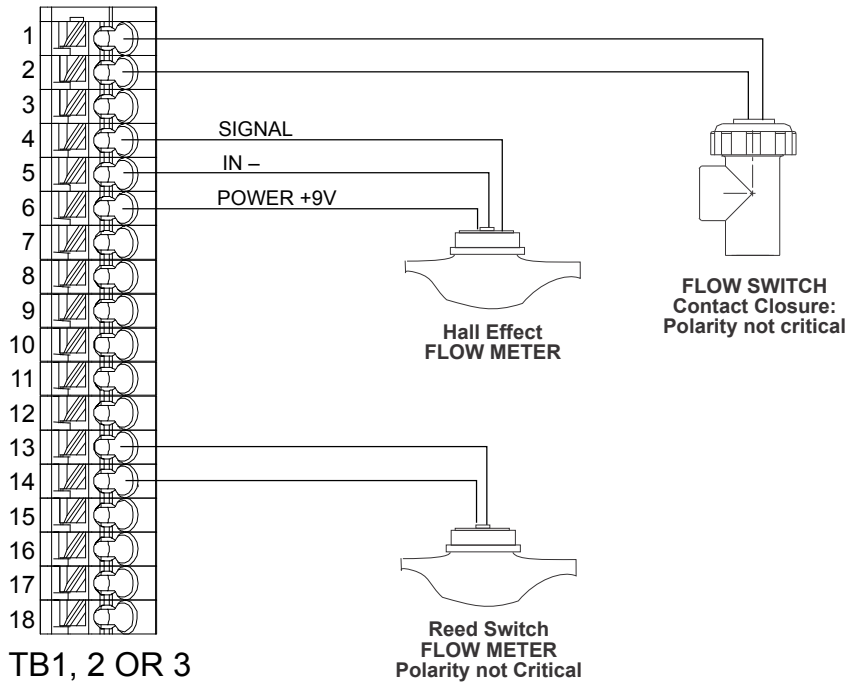 1
2
3
4
5
6
7
8
9
10
11
12
13
14
15
16
17
18
TB1, 2 OR 3
SIGNAL
IN –
POWER +9V
Hall Effect
FLOW METER
FLOW SWITCH
Contact Closure:
Polarity not critical
Reed Switch
FLOW METER
Polarity not Critical